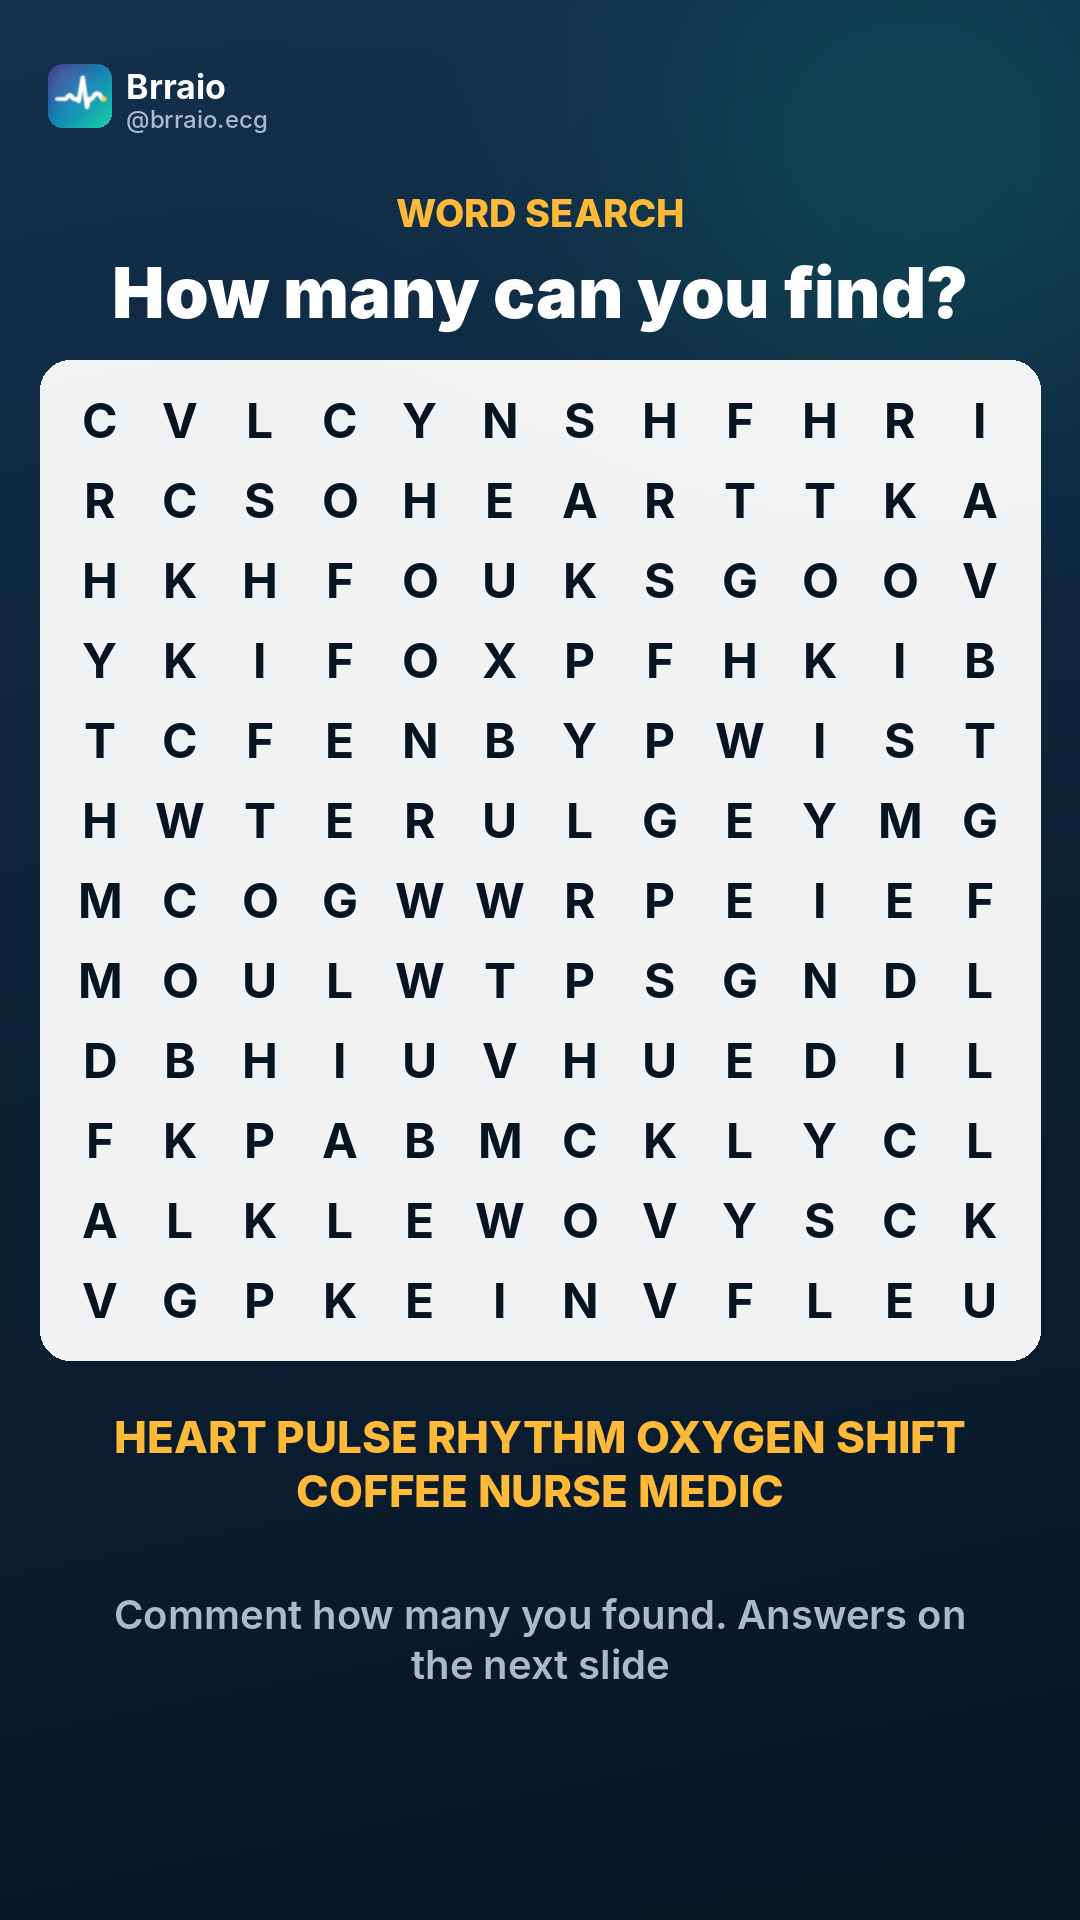 Brraio
@brraio.ecg
WORD SEARCH
How many can you find?
C V L C Y N S H F H R I
R C S O H E A R T T K A
H K H F O U K S G O O V
Y K I F O X P F H K I B
T C F E N B Y P W I S T
H W T E R U L G E Y M G
M C O G W W R P E I E F
M O U L W T P S G N D L
D B H I U V H U E D I L
F K P A B M C K L Y C L
A L K L E W O V Y S C K
V G P K E I N V F L E U
HEART PULSE RHYTHM OXYGEN SHIFT
COFFEE NURSE MEDIC
Comment how many you found. Answers on
the next slide